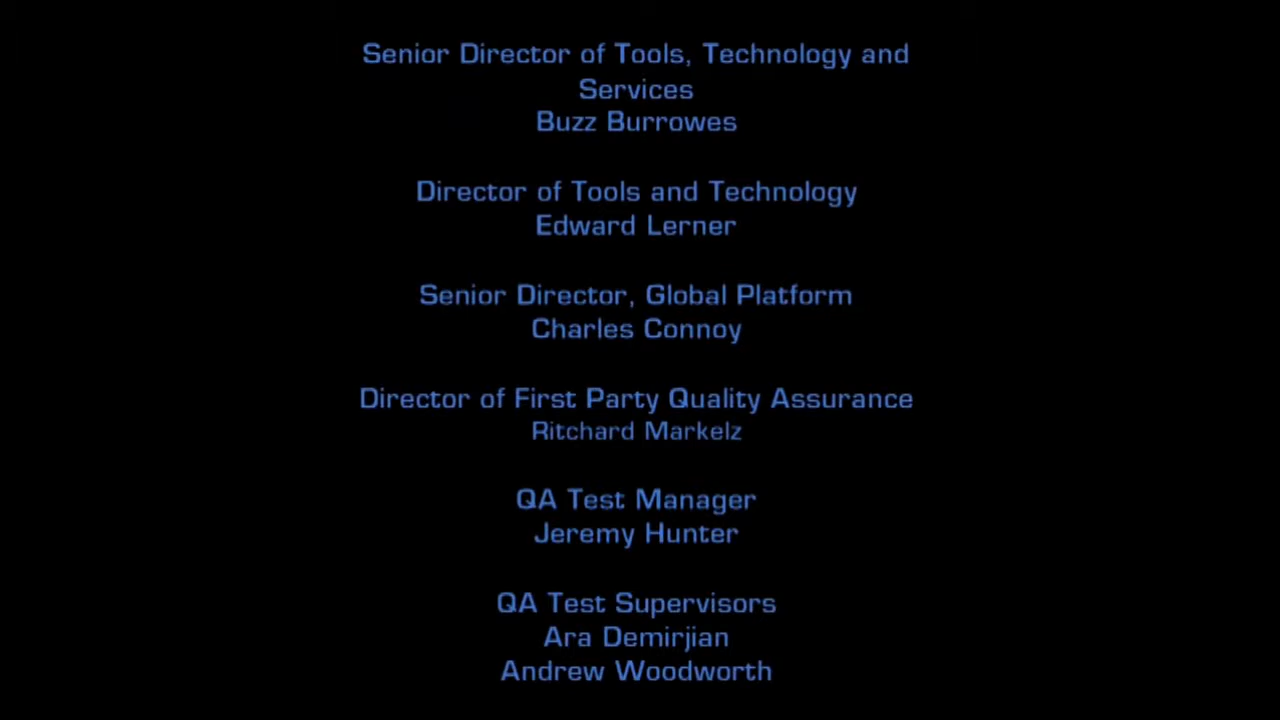 Senior Director of Tools, Technology and
Services
Buzz Burrowes
Director of Tools and Technology
Edward Lerner
Senior Director, Global Platform
Charles Connoy
Director of First Party Quality Assurance
Ritchard Markelz
QA Test Manager
Jeremy Hunter
QA Test Supervisors
Ara Demirjian
Andrew Woodworth